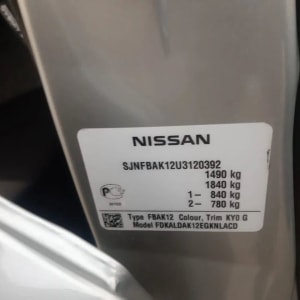 NISSAN
SJNFBAK12U3120392
1490 kg
1840 kg
1– 840 kg
2– 780 kg
Type FBAK12 Colour, Trim KY0 G
Model FDKALDAK12EGKNLACD